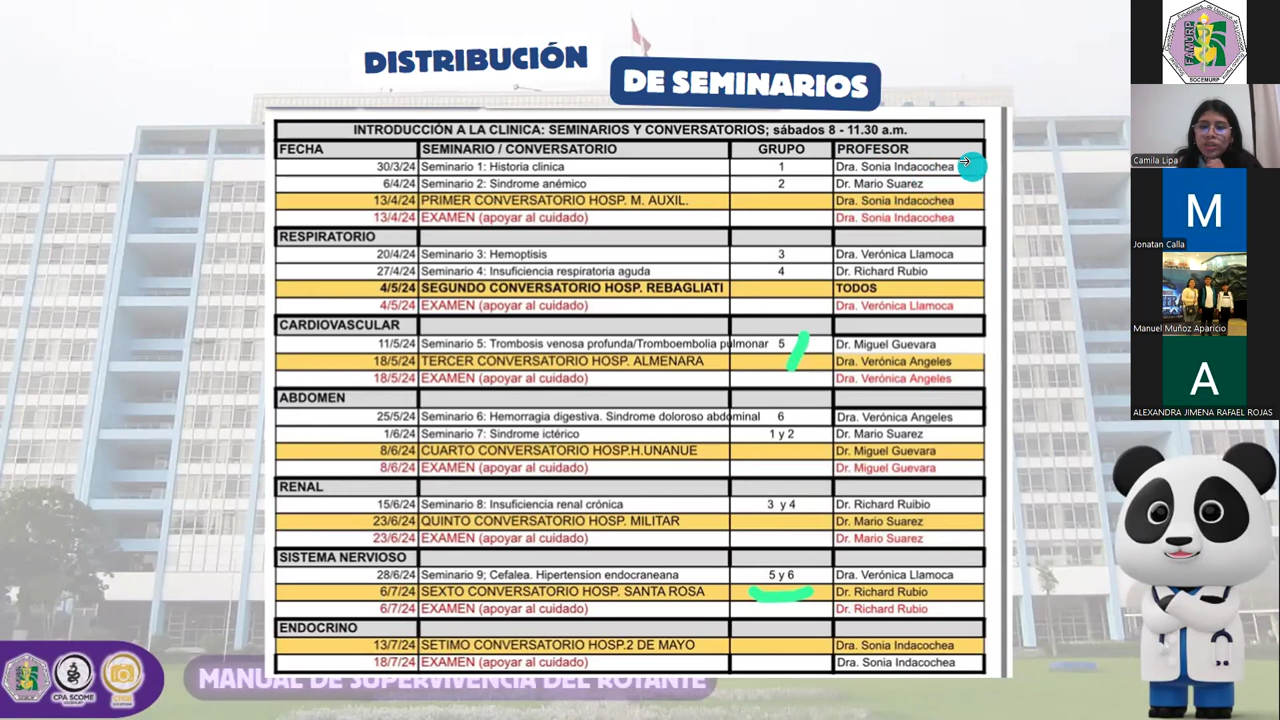 DISTRIBUCIÓN
DE SEMINARIOS
INTRODUCCIÓN A LA CLINICA: SEMINARIOS Y CONVERSATORIOS; sábados 8 - 11.30 a.m.
FECHA SEMINARIO / CONVERSATORIO GRUPO PROFESOR
30/3/24 Seminario 1: Historia clinica 1 Dra. Sonia Indacochea
6/4/24 Seminario 2: Sindrome anémico 2 Dr. Mario Suarez
13/4/24 PRIMER CONVERSATORIO HOSP. M. AUXIL. Dra. Sonia Indacochea
13/4/24 EXAMEN (apoyar al cuidado) Dra. Sonia Indacochea
RESPIRATORIO
20/4/24 Seminario 3: Hemoptisis 3 Dra. Verónica Llamoca
27/4/24 Seminario 4: Insuficiencia respiratoria aguda 4 Dr. Richard Rubio
4/5/24 SEGUNDO CONVERSATORIO HOSP. REBAGLIATI TODOS
4/5/24 EXAMEN (apoyar al cuidado) Dra. Verónica Llamoca
CARDIOVASCULAR
11/5/24 Seminario 5: Trombosis venosa profunda/Tromboembolia pulmonar 5 Dr. Miguel Guevara
18/5/24 TERCER CONVERSATORIO HOSP. ALMENARA Dra. Verónica Angeles
18/5/24 EXAMEN (apoyar al cuidado) Dra. Verónica Angeles
ABDOMEN
25/5/24 Seminario 6: Hemorragia digestiva. Sindrome doloroso abdominal 6 Dra. Verónica Angeles
1/6/24 Seminario 7: Sindrome ictérico 1 y 2 Dr. Mario Suarez
8/6/24 CUARTO CONVERSATORIO HOSP.H.UNANUE Dr. Miguel Guevara
8/6/24 EXAMEN (apoyar al cuidado) Dr. Miguel Guevara
RENAL
15/6/24 Seminario 8: Insuficiencia renal crónica 3 y 4 Dr. Richard Ruibio
23/6/24 QUINTO CONVERSATORIO HOSP. MILITAR Dr. Mario Suarez
23/6/24 EXAMEN (apoyar al cuidado) Dr. Mario Suarez
SISTEMA NERVIOSO
28/6/24 Seminario 9; Cefalea. Hipertension endocraneana 5 y 6 Dra. Verónica Llamoca
6/7/24 SEXTO CONVERSATORIO HOSP. SANTA ROSA Dr. Richard Rubio
6/7/24 EXAMEN (apoyar al cuidado) Dr. Richard Rubio
ENDOCRINO
13/7/24 SETIMO CONVERSATORIO HOSP.2 DE MAYO Dra. Sonia Indacochea
18/7/24 EXAMEN (apoyar al cuidado) Dra. Sonia Indacochea
CPA SCOME
MANUAL DE SUPERVIVENCIA DEL ROTANTE
FAMURP
SOCEMURP
Camila Lipa
M
Jonatan Calla
Manuel Muñoz Aparicio
A
ALEXANDRA JIMENA RAFAEL ROJAS